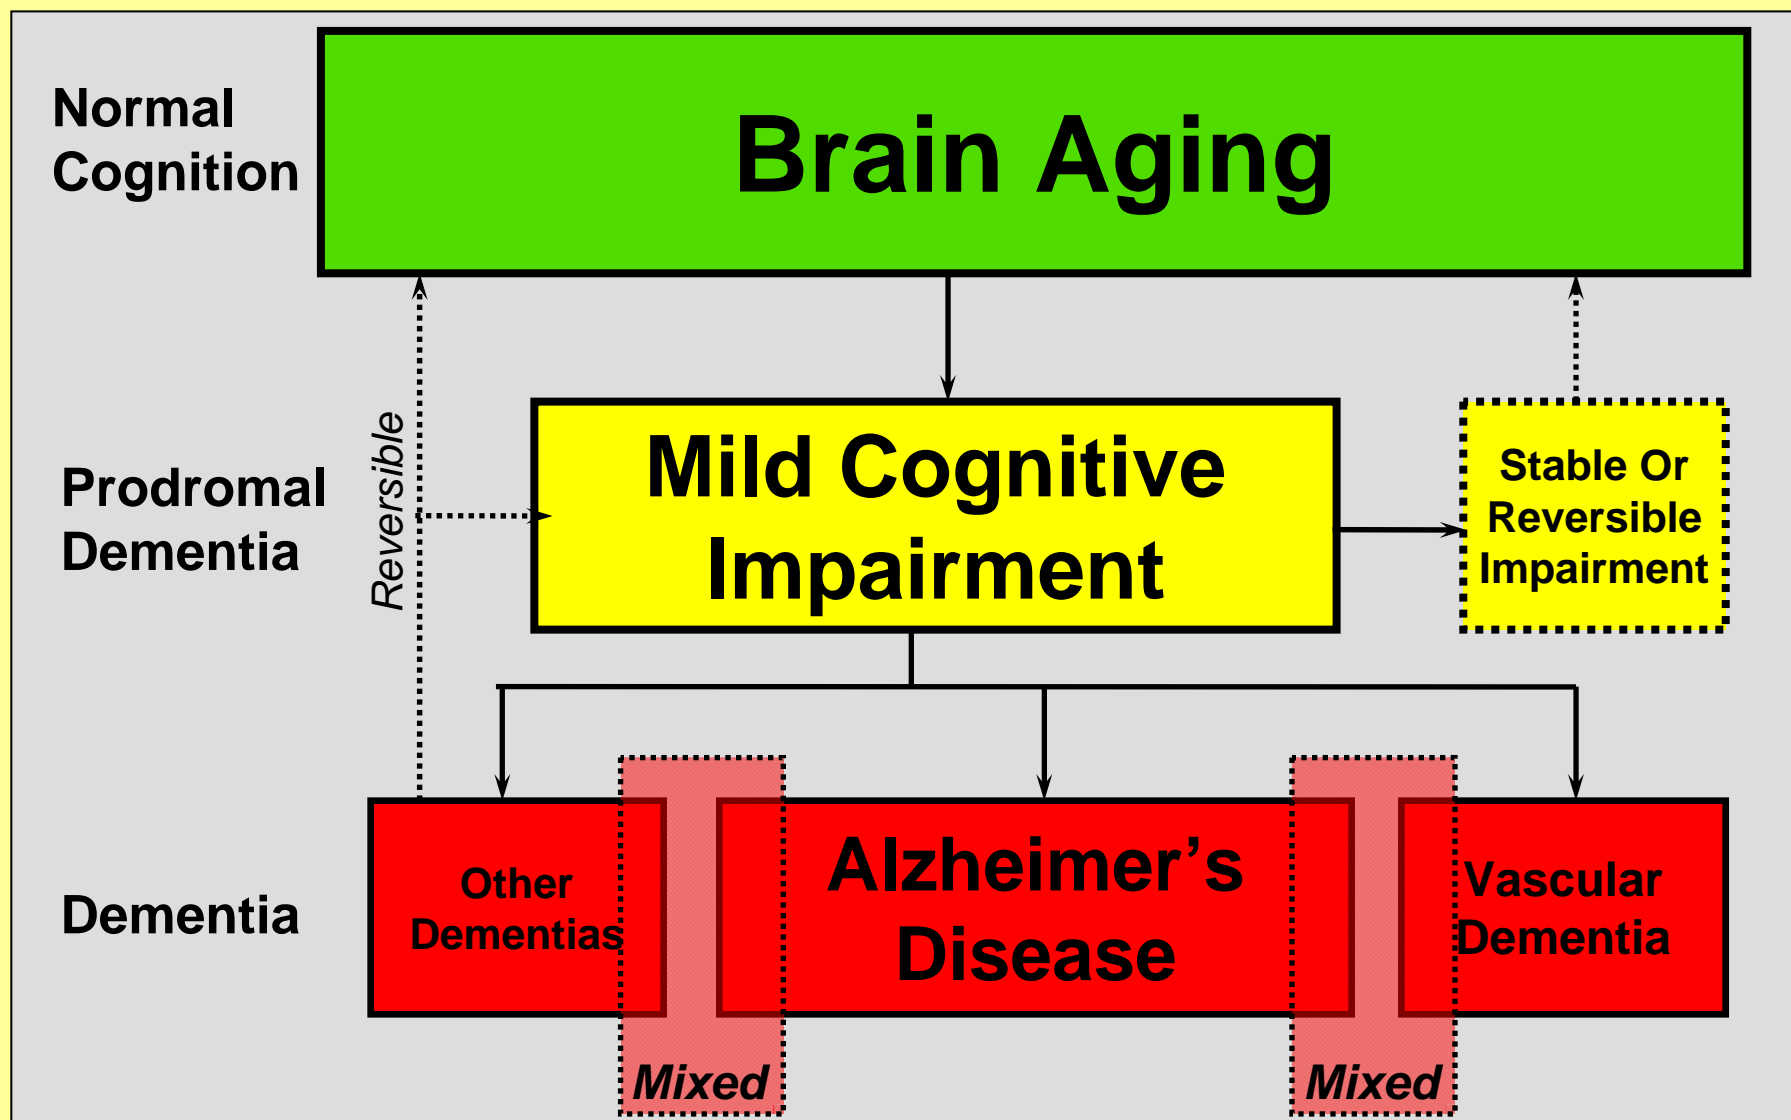 Normal
Cognition
Brain Aging
Reversible
Prodromal
Dementia
Mild Cognitive
Impairment
Stable Or
Reversible
Impairment
Dementia
Other
Dementias
Mixed
Alzheimer’s
Disease
Mixed
Vascular
Dementia